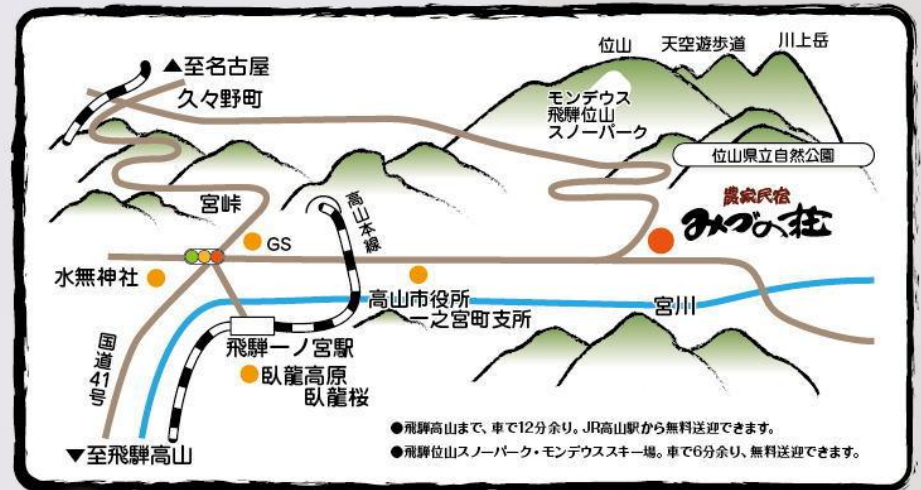 位山
天空遊歩道
川上岳
▲至名古屋
久々野町
モンデウス
飛騨位山
スノーパーク
位山県立自然公園
農家民宿
みづの荘
宮峠
高山本線
GS
水無神社
高山市役所
一之宮町支所
宮川
国道41号
飛騨一ノ宮駅
臥龍高原
臥龍桜
▼至飛騨高山
●飛騨高山まで、車で12分余り。JR高山駅から無料送迎できます。
●飛騨位山スノーパーク・モンデウススキー場。車で6分余り、無料送迎できます。